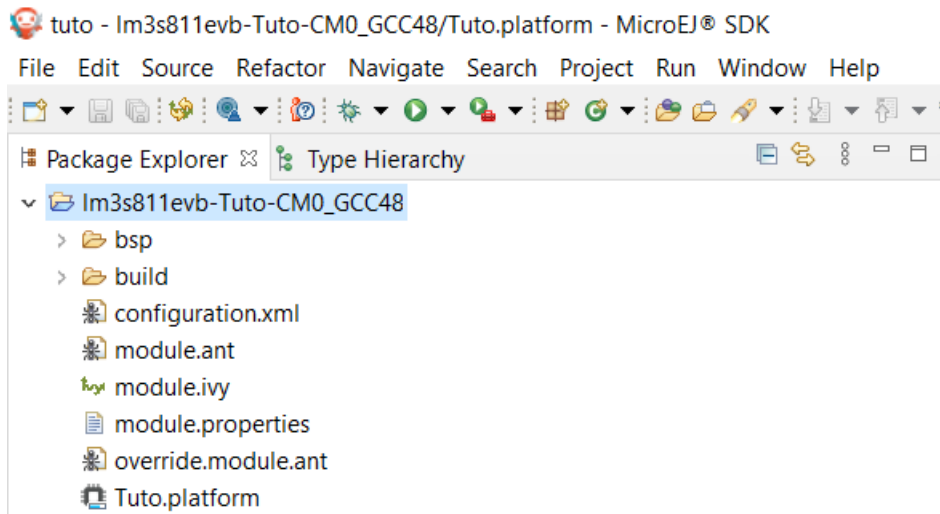 tuto - lm3s811evb-Tuto-CM0_GCC48/Tuto.platform - MicroEJ® SDK
File Edit Source Refactor Navigate Search Project Run Window Help
Package Explorer Type Hierarchy
lm3s811evb-Tuto-CM0_GCC48
bsp
build
configuration.xml
module.ant
module.ivy
module.properties
override.module.ant
Tuto.platform